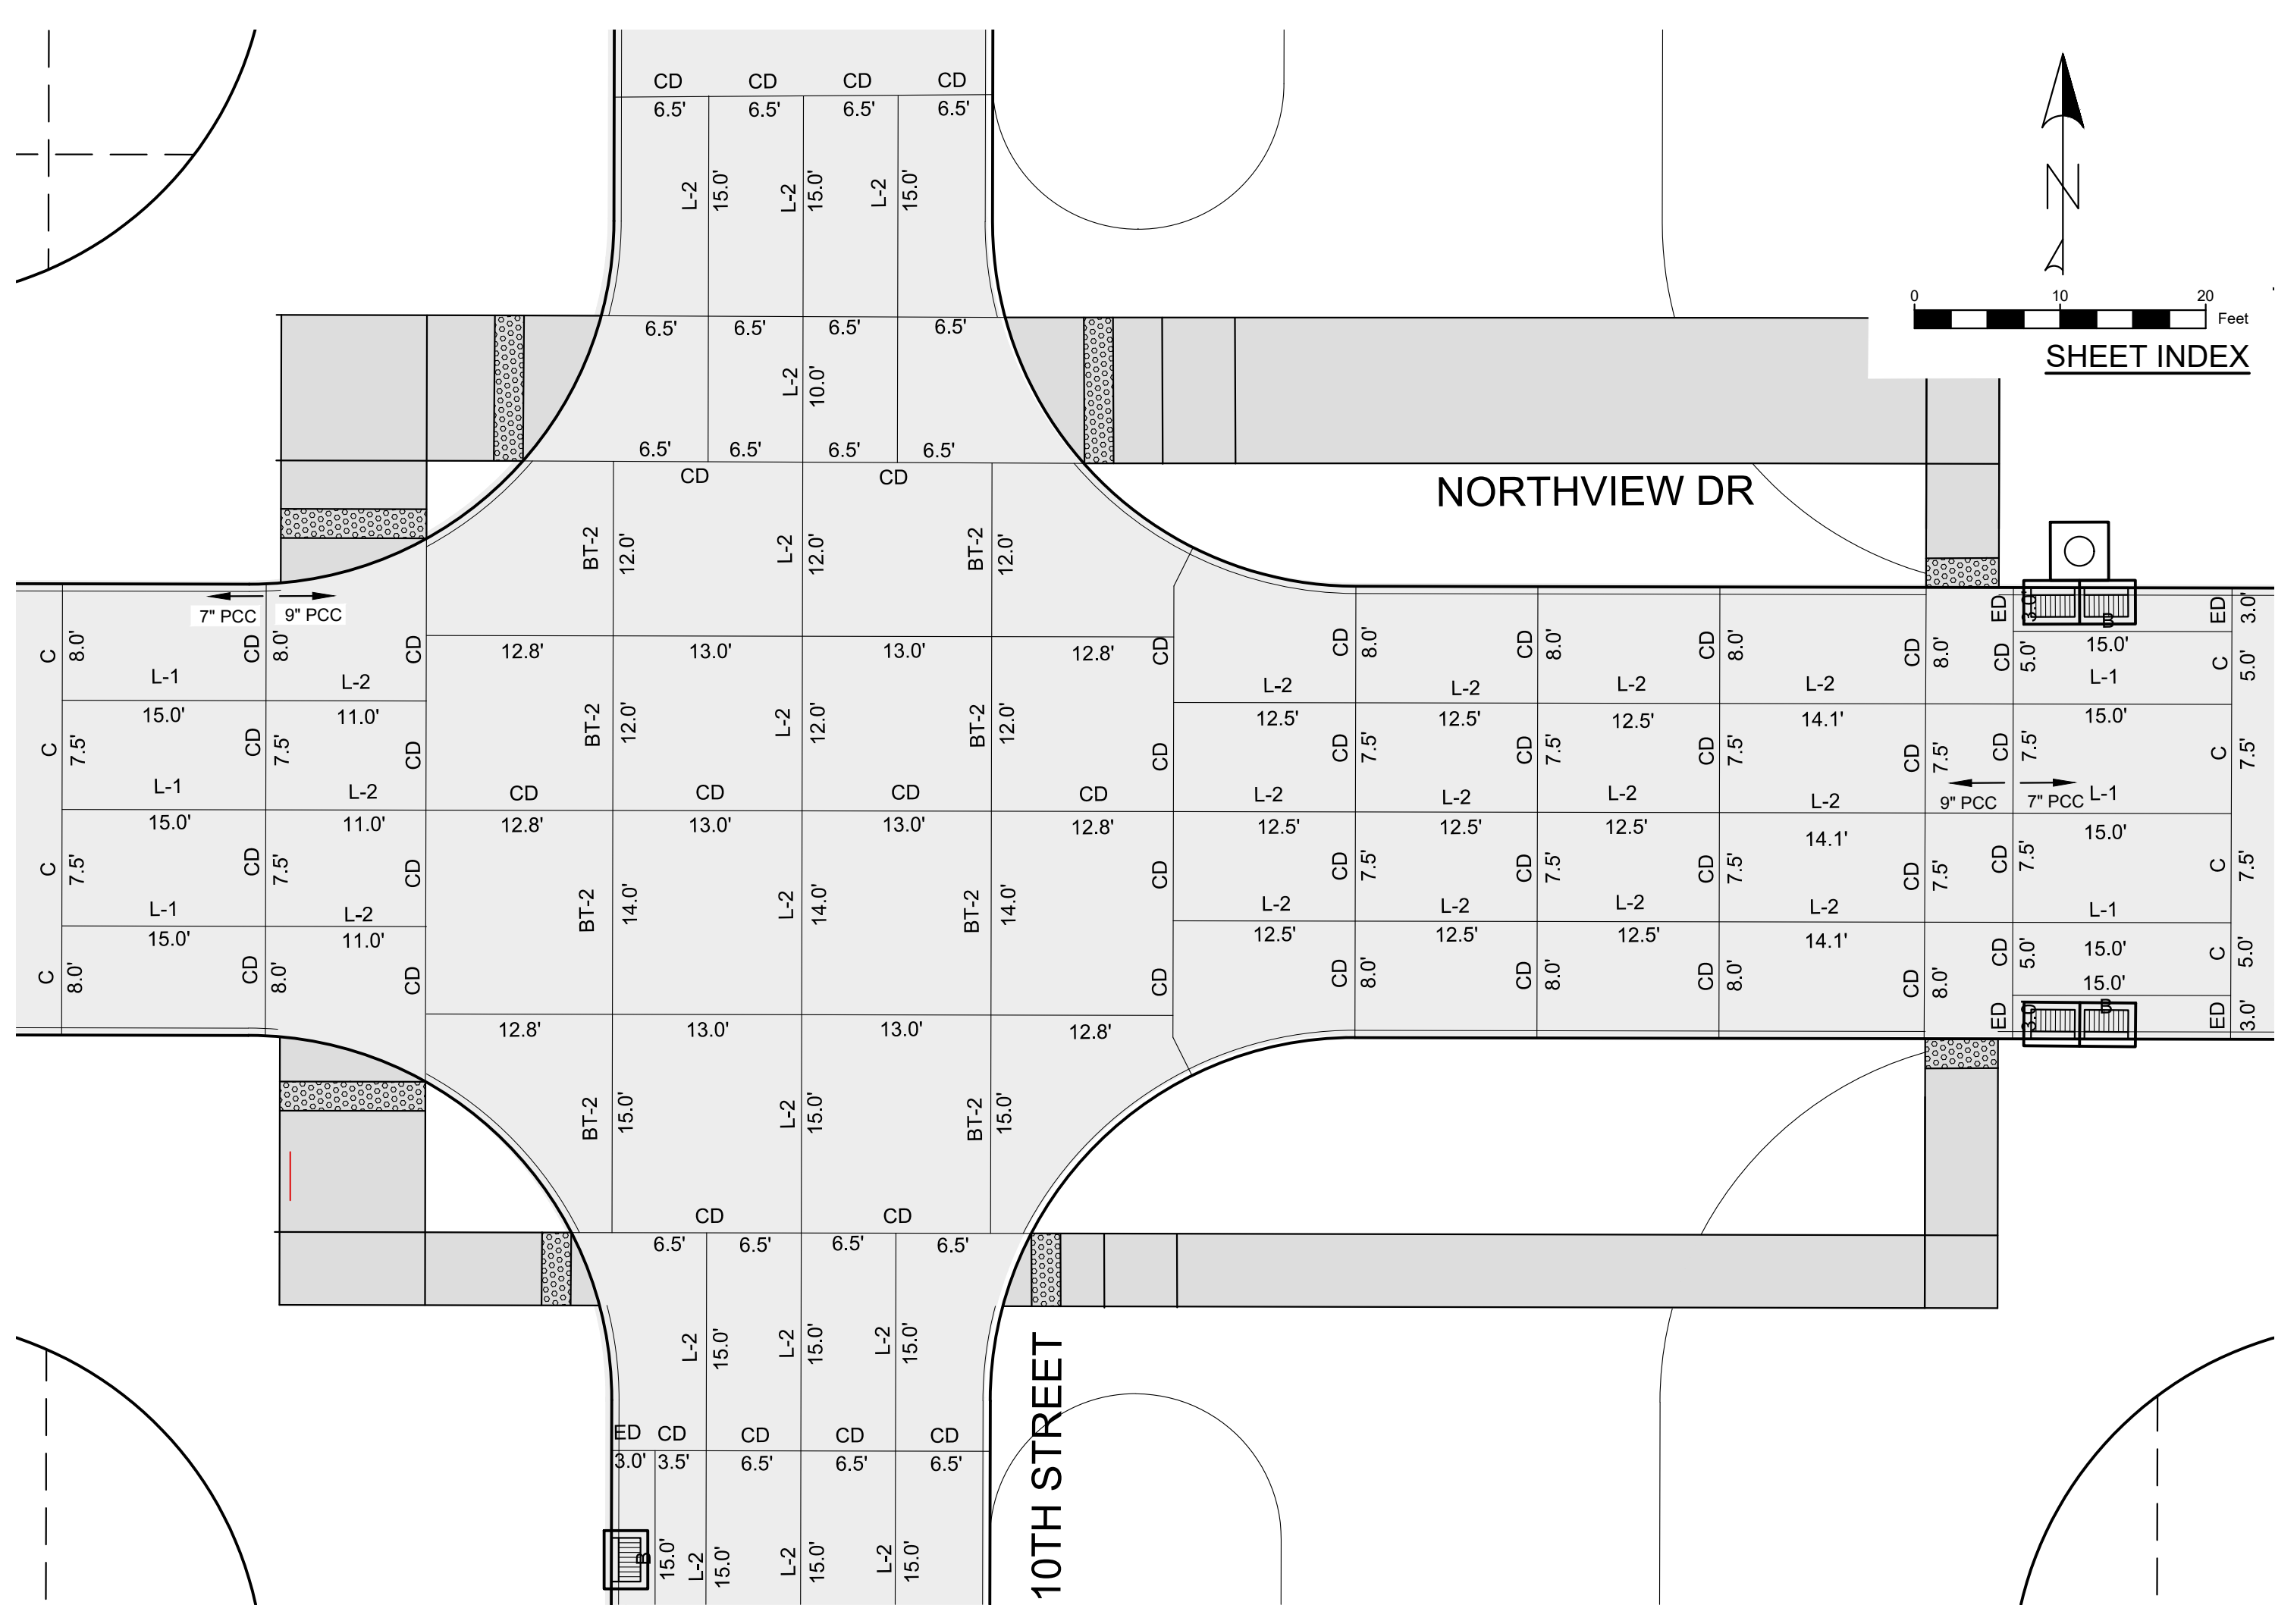 CD CD CD CD
6.5' 6.5' 6.5' 6.5'
L-2 15.0' L-2 15.0' L-2 15.0'
N
0 10 20
Feet
SHEET INDEX
6.5' 6.5' 6.5' 6.5'
L-2 10.0'
6.5' 6.5' 6.5' 6.5'
CD CD
NORTHVIEW DR
BT-2 12.0' L-2 12.0' BT-2 12.0'
7" PCC 9" PCC
ED 3.0' B ED 3.0'
C 8.0' CD 8.0' CD 12.8' 13.0' 13.0' 12.8' CD CD 8.0' CD 8.0' CD 8.0' CD 8.0' CD 5.0' 15.0' C 5.0'
L-1 L-2 L-2 L-2 L-2 L-2 L-1
15.0' 11.0' 12.5' 12.5' 12.5' 14.1' 15.0'
C 7.5' CD 7.5' CD BT-2 12.0' L-2 12.0' BT-2 12.0' CD CD 7.5' CD 7.5' CD 7.5' CD 7.5' CD 7.5' C 7.5'
L-1 L-2 CD CD CD CD L-2 L-2 L-2 L-2 9" PCC 7" PCC L-1
15.0' 11.0' 12.8' 13.0' 13.0' 12.8' 12.5' 12.5' 12.5' 14.1' 15.0'
C 7.5' CD 7.5' CD CD CD 7.5' CD 7.5' CD 7.5' CD 7.5' CD 7.5' C 7.5'
L-1 L-2 BT-2 14.0' L-2 14.0' BT-2 14.0' L-2 L-2 L-2 L-2 L-1
15.0' 11.0' 12.5' 12.5' 12.5' 14.1' 15.0'
C 8.0' CD 8.0' CD CD CD 8.0' CD 8.0' CD 8.0' CD 8.0' CD 5.0' 15.0' C 5.0'
12.8' 13.0' 13.0' 12.8' ED 3.0' B ED 3.0'
BT-2 15.0' L-2 15.0' BT-2 15.0'
CD CD
6.5' 6.5' 6.5' 6.5'
L-2 15.0' L-2 15.0' L-2 15.0'
ED CD CD CD CD
3.0' 3.5' 6.5' 6.5' 6.5'
10TH STREET
B 15.0' L-2 15.0' L-2 15.0' L-2 15.0'